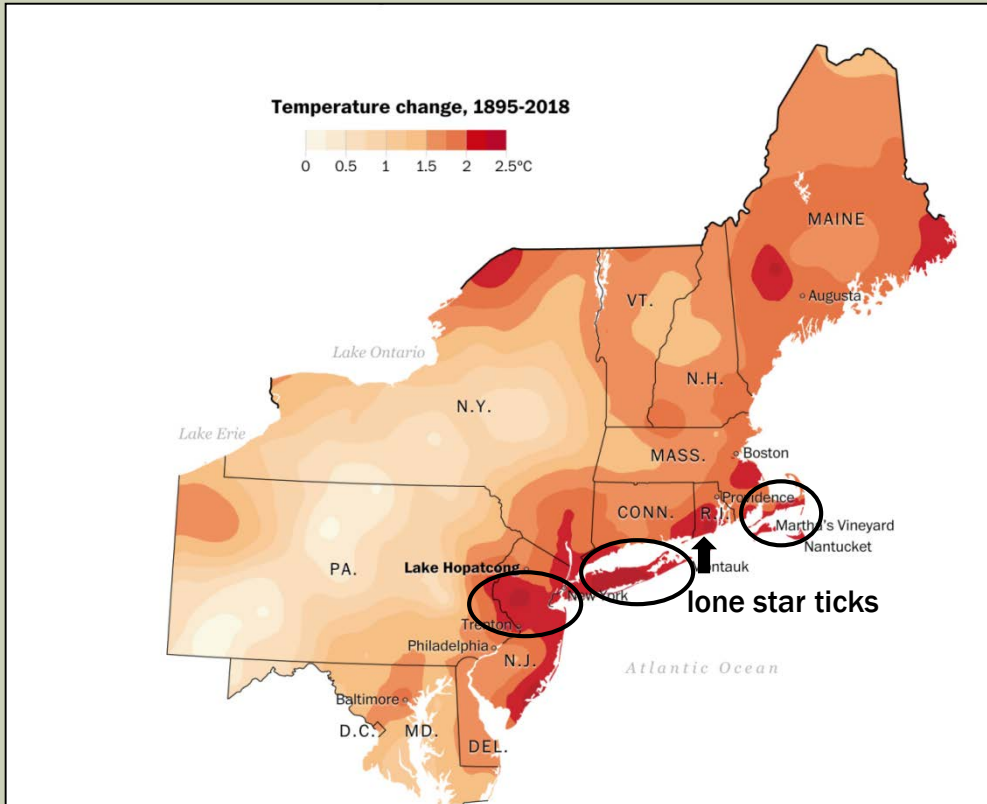 Temperature change, 1895-2018
0 0.5 1 1.5 2 2.5°C
MAINE
Augusta
VT.
Lake Ontario
N.H.
N.Y.
Lake Erie
MASS.
Boston
Providence
CONN.
R.I.
Martha's Vineyard
Nantucket
PA.
Lake Hopatcong
Montauk
New York
lone star ticks
Trenton
Philadelphia
N.J.
Atlantic Ocean
Baltimore
D.C.
MD.
DEL.